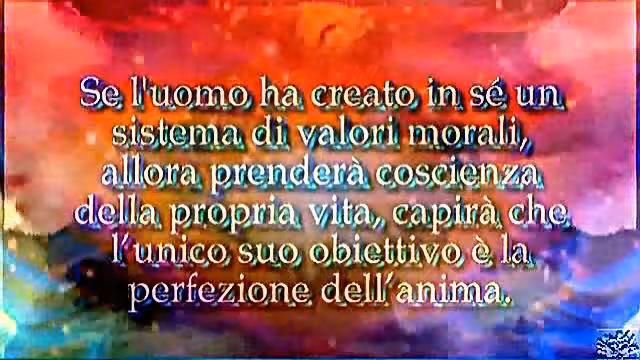 Se l'uomo ha creato in sé un
sistema di valori morali,
allora prenderà coscienza
della propria vita, capirà che
l'unico suo obiettivo è la
perfezione dell'anima.